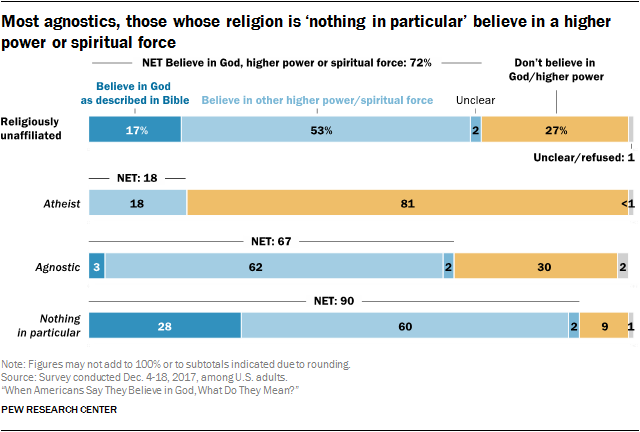 Most agnostics, those whose religion is ‘nothing in particular’ believe in a higher
power or spiritual force
NET Believe in God, higher power or spiritual force: 72%
Don’t believe in
God/higher power
Believe in God
as described in Bible
Believe in other higher power/spiritual force
Unclear
Religiously
unaffiliated
17%
53%
2
27%
Unclear/refused: 1
NET: 18
Atheist
18
81
<1
NET: 67
Agnostic
3
62
2
30
2
NET: 90
Nothing
in particular
28
60
2
9
1
Note: Figures may not add to 100% or to subtotals indicated due to rounding.
Source: Survey conducted Dec. 4-18, 2017, among U.S. adults.
“When Americans Say They Believe in God, What Do They Mean?”
PEW RESEARCH CENTER